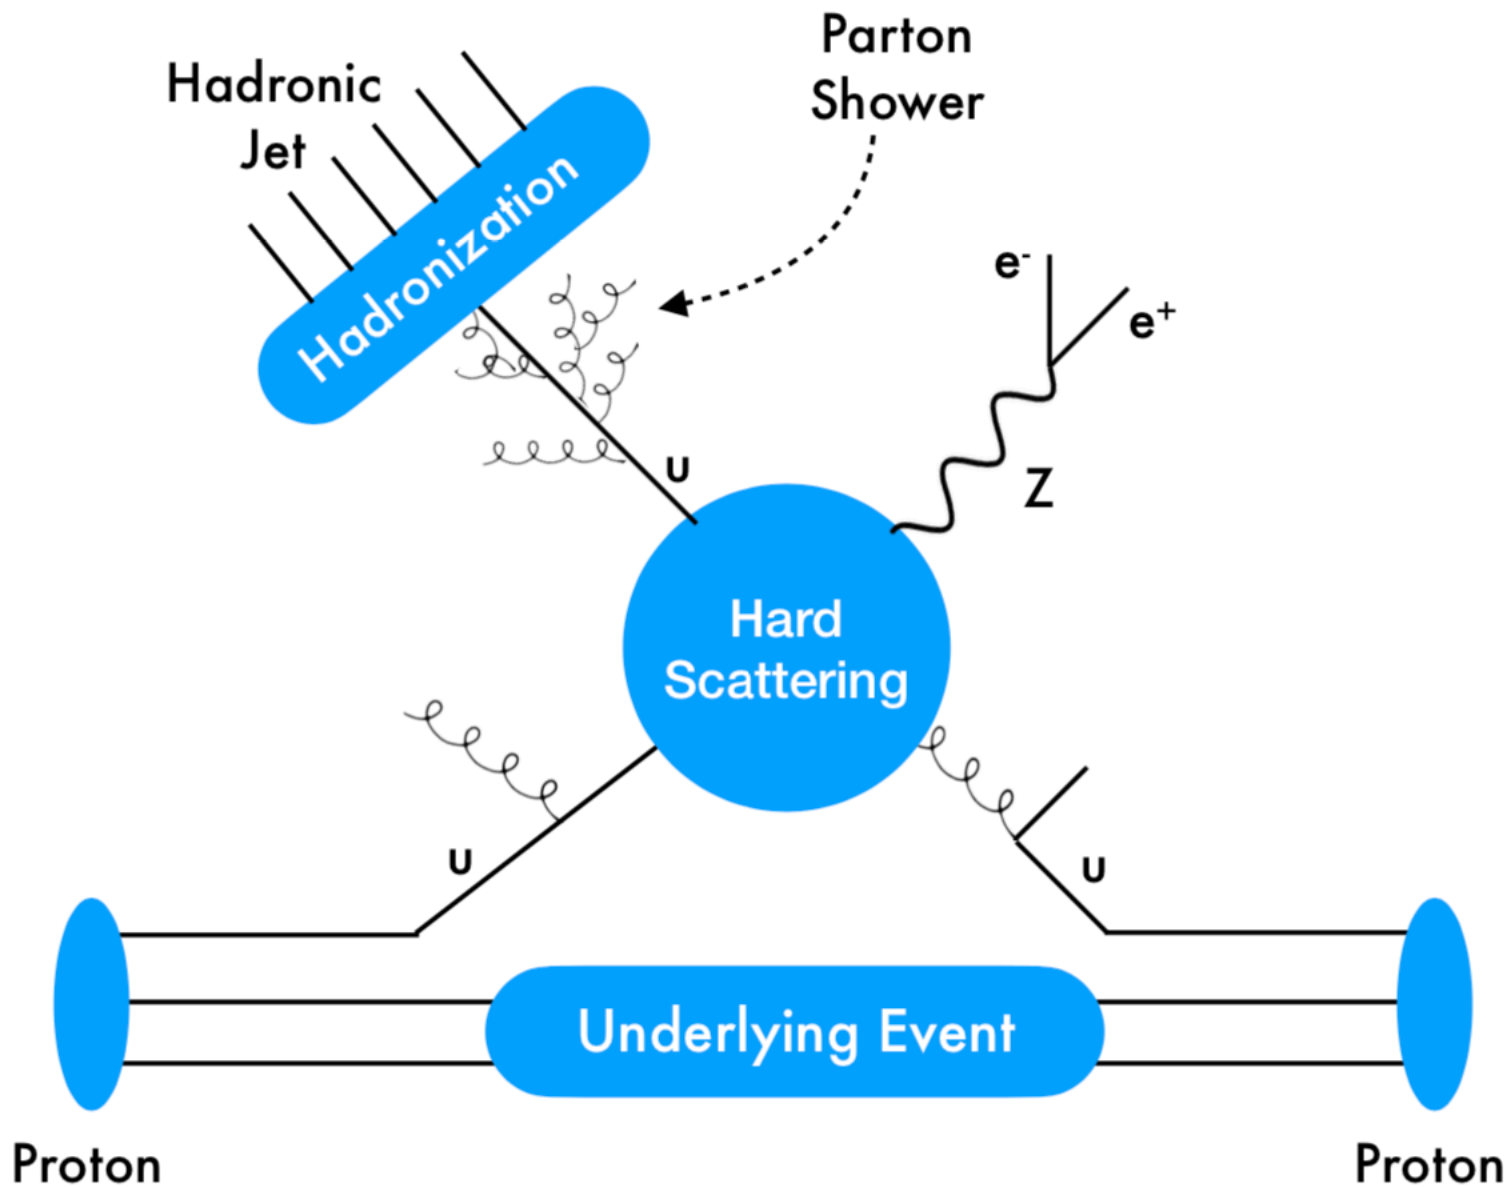 Parton
Shower
Hadronic
Jet
Hadronization
e-
e+
U
Z
Hard
Scattering
U
U
Underlying Event
Proton
Proton